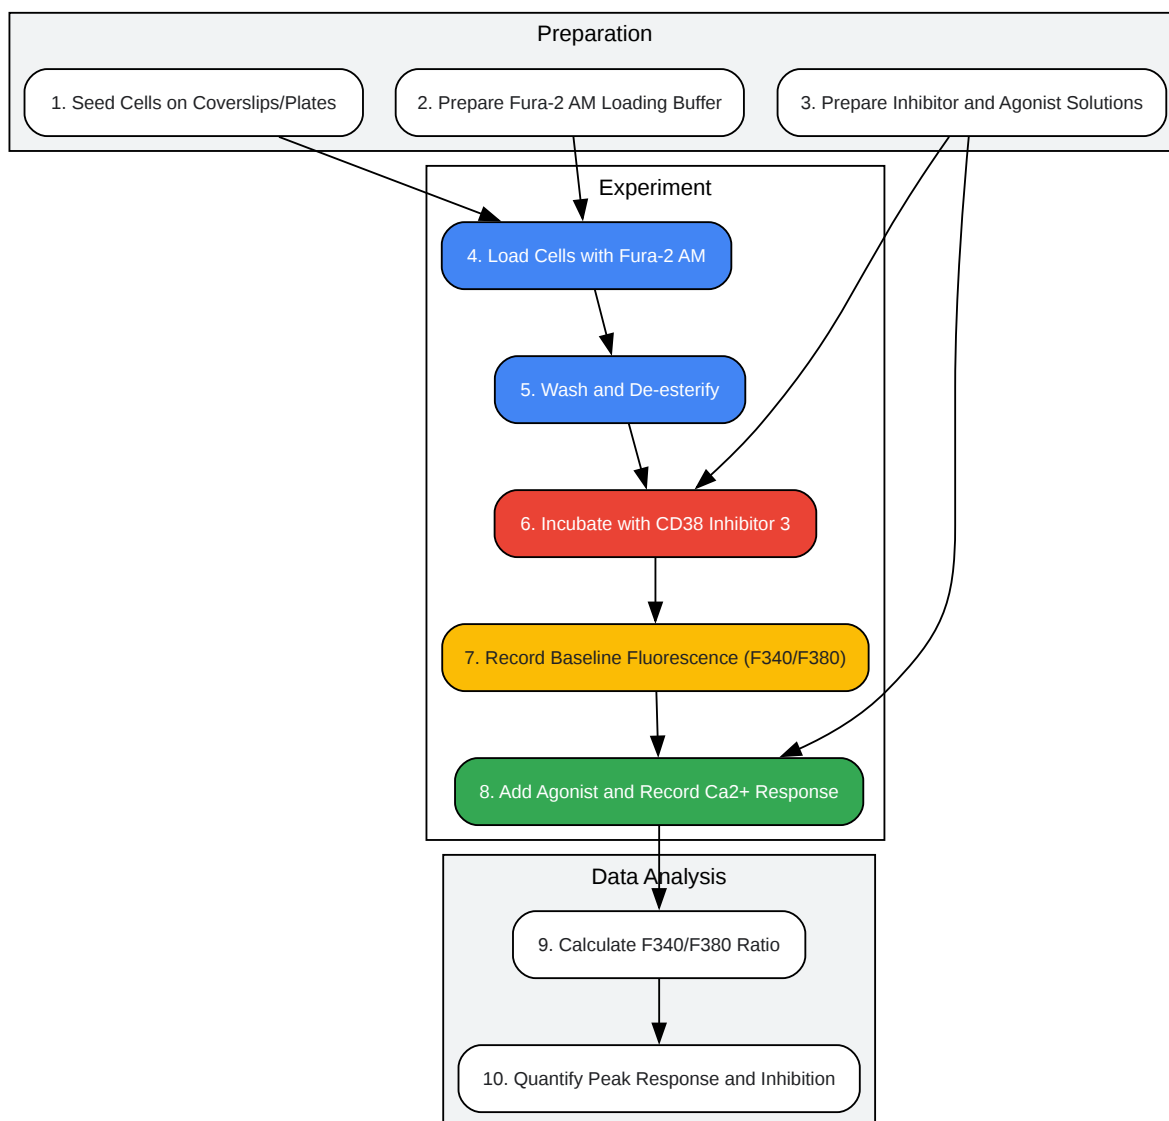 Preparation
1. Seed Cells on Coverslips/Plates
2. Prepare Fura-2 AM Loading Buffer
3. Prepare Inhibitor and Agonist Solutions
Experiment
4. Load Cells with Fura-2 AM
5. Wash and De-esterify
6. Incubate with CD38 Inhibitor 3
7. Record Baseline Fluorescence (F340/F380)
8. Add Agonist and Record Ca2+ Response
Data Analysis
9. Calculate F340/F380 Ratio
10. Quantify Peak Response and Inhibition